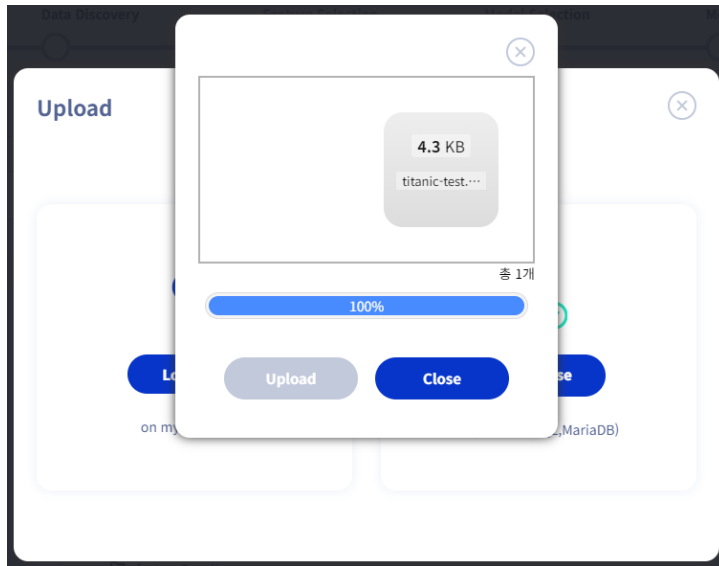 Data Discovery
Upload
4.3 KB
titanic-test.…
총 1개
100%
Upload
Close
on my
MariaDB)